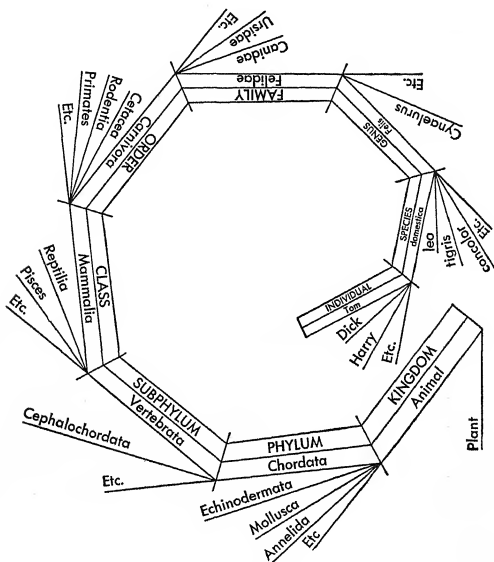 KINGDOM
Animal
Plant
PHYLUM
Chordata
Echinodermata
Mollusca
Annelida
Etc
SUBPHYLUM
Vertebrata
Cephalochordata
Etc.
CLASS
Mammalia
Reptilia
Pisces
Etc.
ORDER
Carnivora
Cetacea
Rodentia
Primates
Etc.
FAMILY
Felidae
Canidae
Ursidae
Etc.
GENUS
Felis
Cynaelurus
Etc.
SPECIES
domestica
leo
tigris
concolor
Etc.
INDIVIDUAL
Tom
Dick
Harry
Etc.